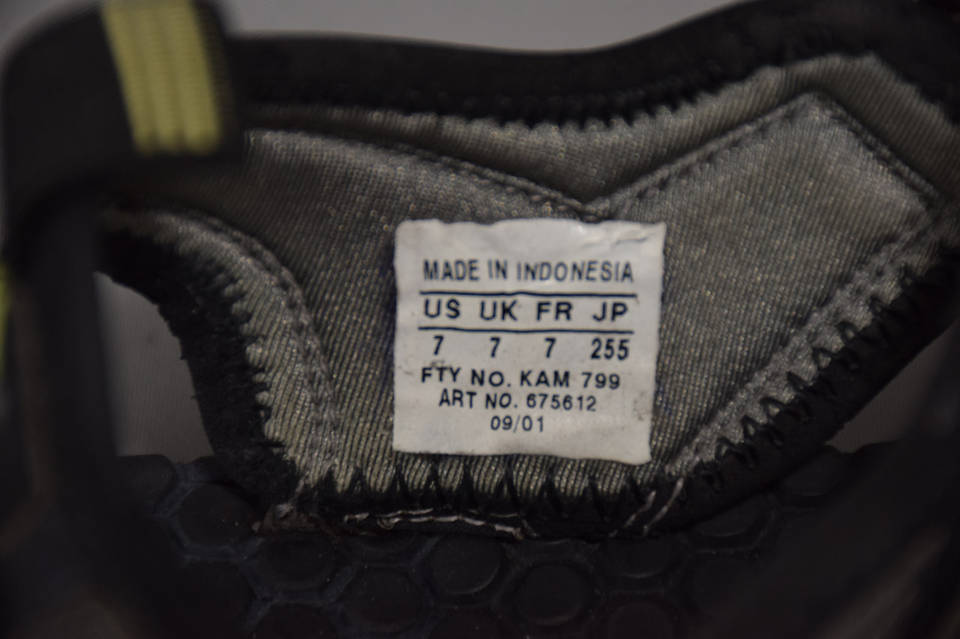 MADE IN INDONESIA
US UK FR JP
7 7 7 255
FTY NO. KAM 799
ART NO. 675612
09/01